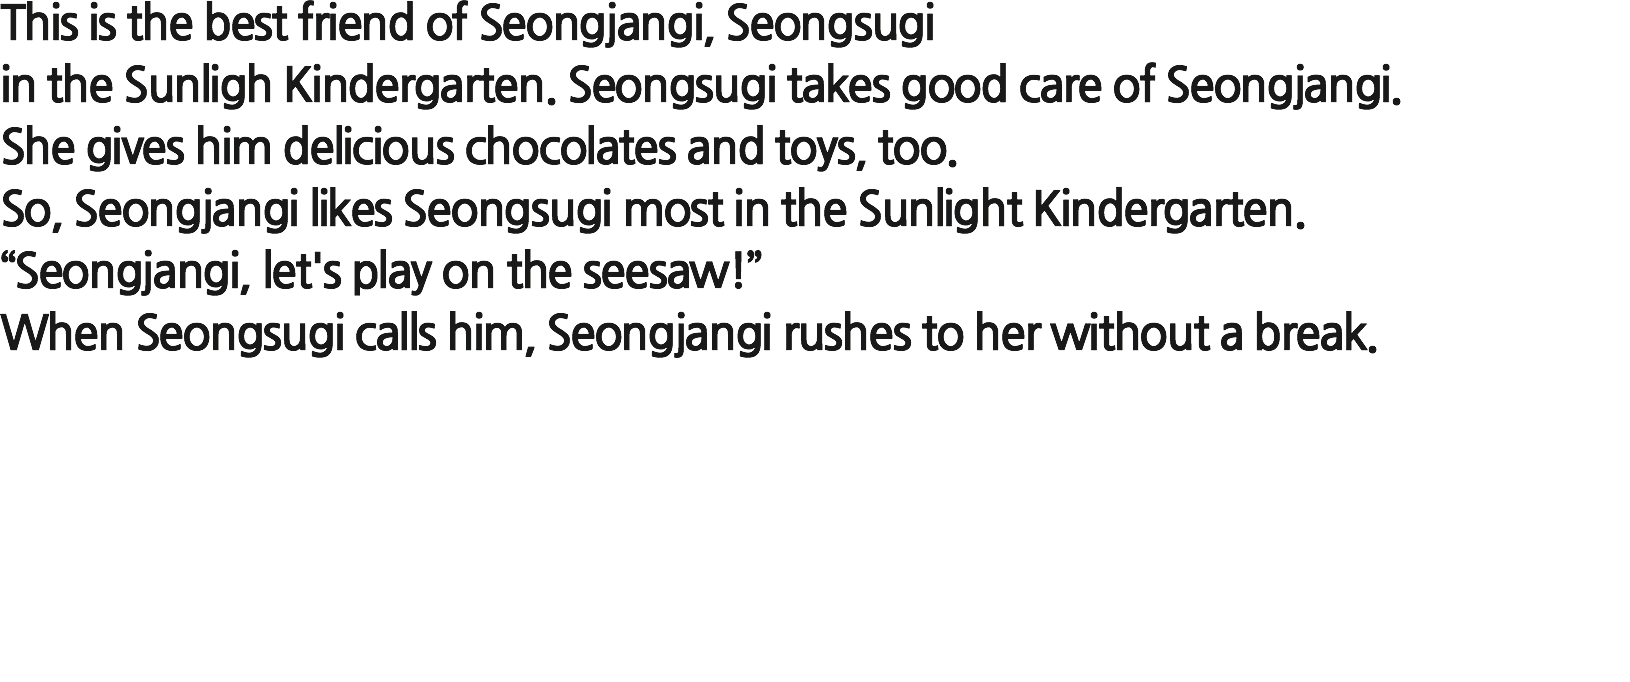 This is the best friend of Seongjangi, Seongsugi
in the Sunligh Kindergarten. Seongsugi takes good care of Seongjangi.
She gives him delicious chocolates and toys, too.
So, Seongjangi likes Seongsugi most in the Sunlight Kindergarten.
“Seongjangi, let's play on the seesaw!”
When Seongsugi calls him, Seongjangi rushes to her without a break.